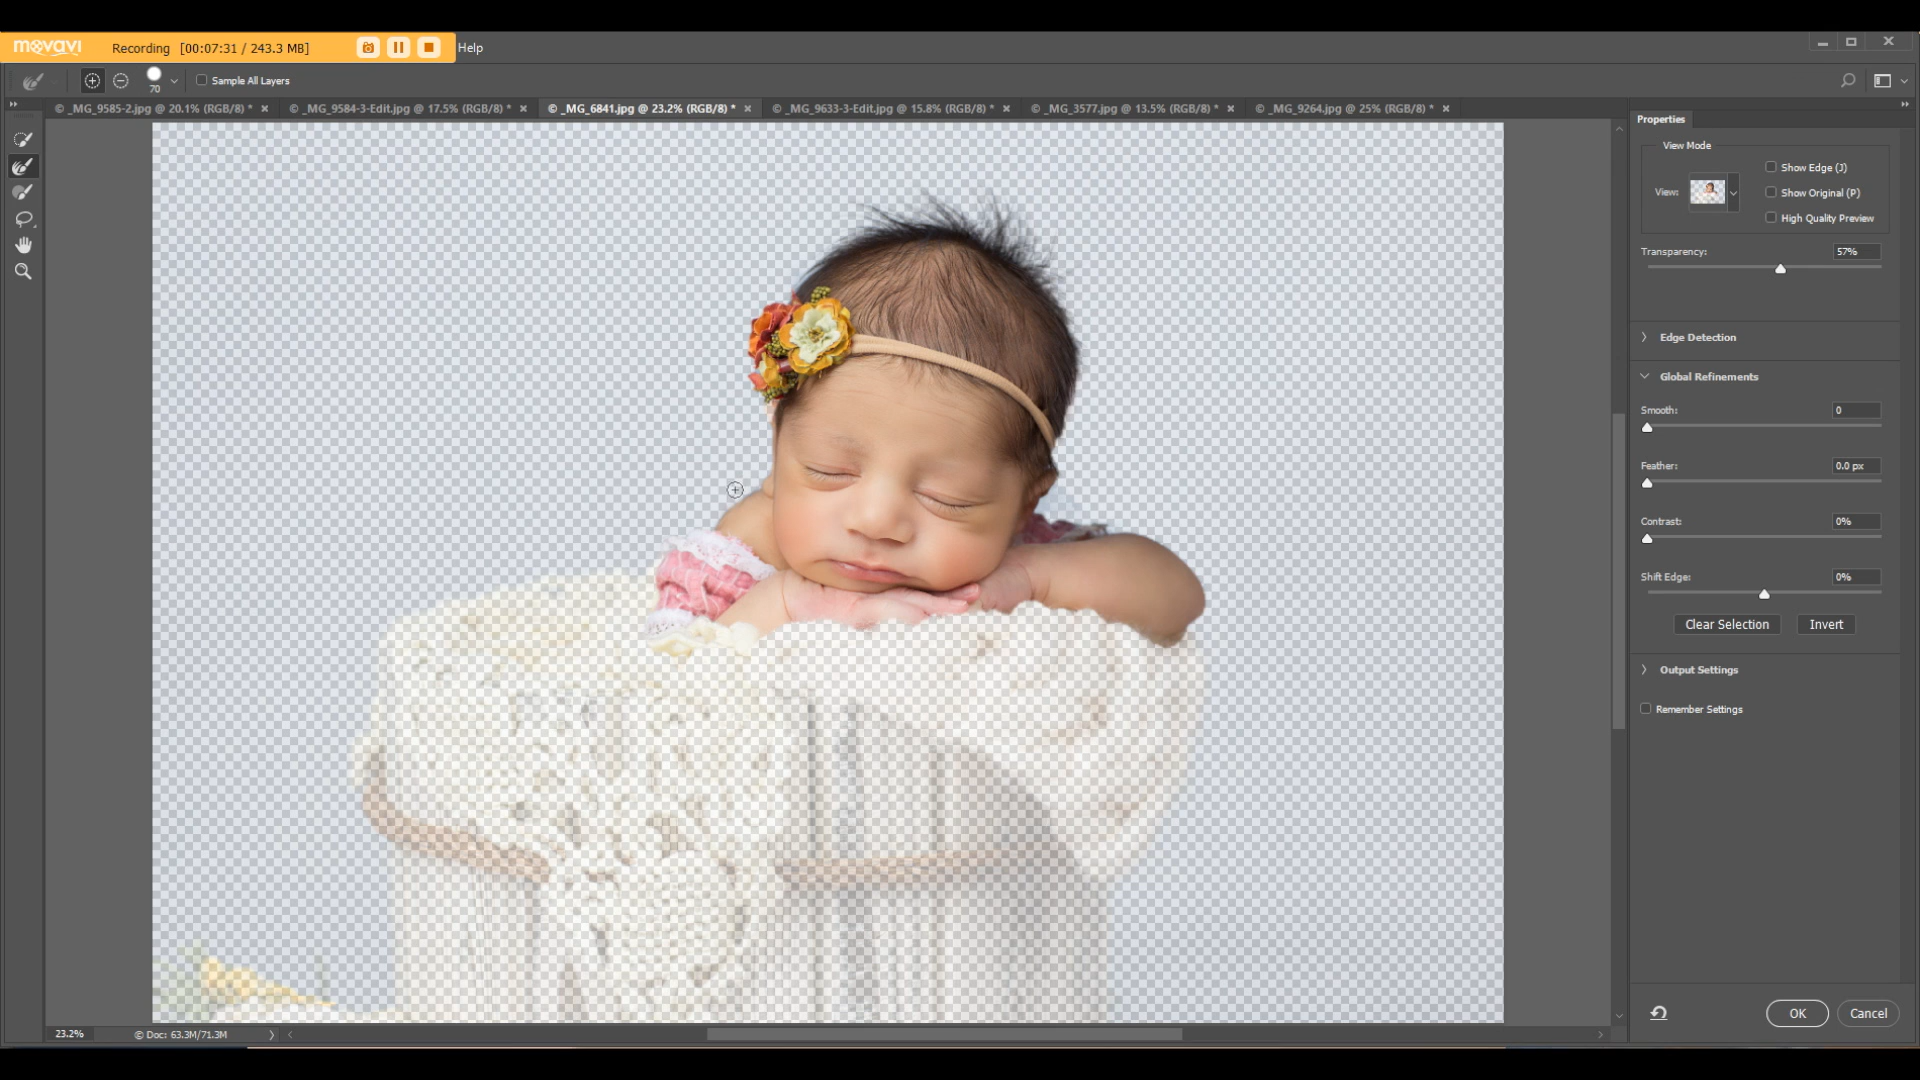 movavi Recording [00:07:31 / 243.3 MB] Help
70 Sample All Layers
© _MG_9585-2.jpg @ 20.1% (RGB/8) * © _MG_9584-3-Edit.jpg @ 17.5% (RGB/8) * © _MG_6841.jpg @ 23.2% (RGB/8) * © _MG_9633-3-Edit.jpg @ 15.8% (RGB/8) * © _MG_3577.jpg @ 13.5% (RGB/8) * © _MG_9264.jpg @ 25% (RGB/8) *
Properties
View Mode
Show Edge (J)
View:
Show Original (P)
High Quality Preview
Transparency: 57%
Edge Detection
Global Refinements
Smooth: 0
Feather: 0.0 px
Contrast: 0%
Shift Edge: 0%
Clear Selection Invert
Output Settings
Remember Settings
OK Cancel
23.2% © Doc: 63.3M/71.3M